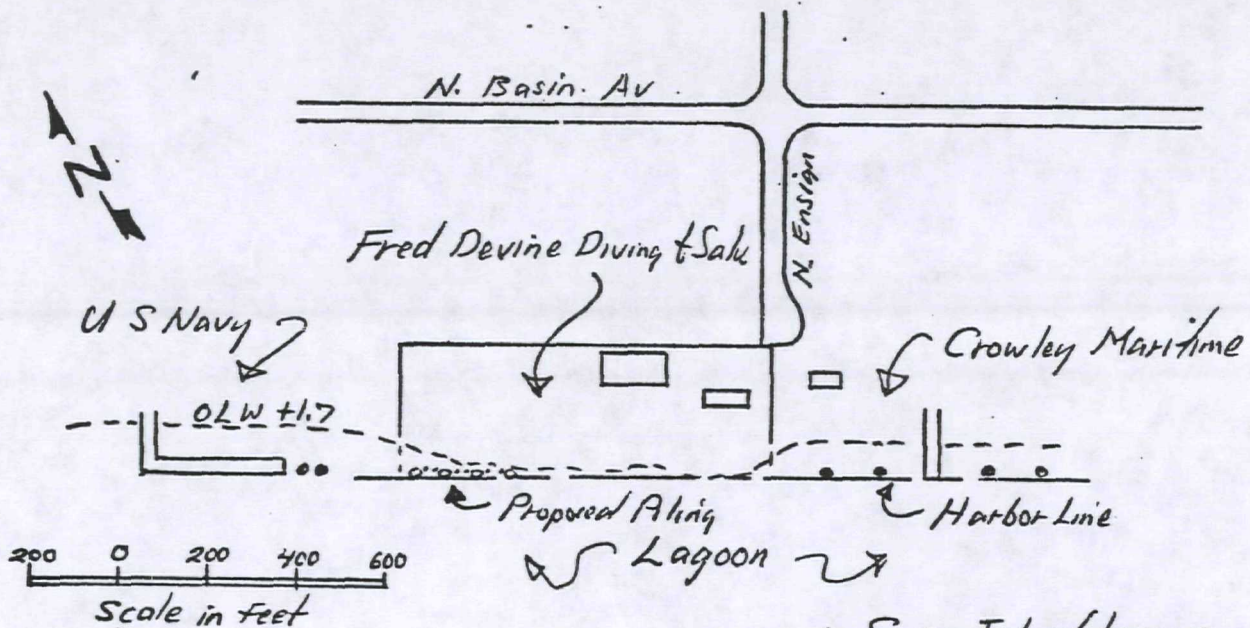 N. Basin. Av
N. Ensign
Fred Devine Diving & Salv
U S Navy
Crowley Maritime
OLW +1.7
Proposed Piling
Harbor Line
Lagoon
200 0 200 400 600
Scale in feet